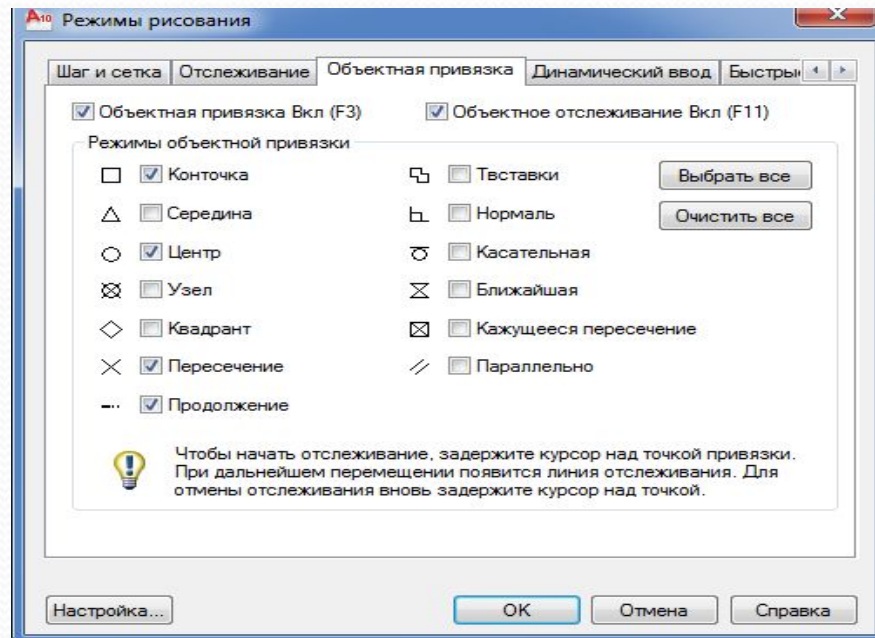 A10 Режимы рисования
Шаг и сетка Отслеживание Объектная привязка Динамический ввод Быстры
Объектная привязка Вкл (F3) Объектное отслеживание Вкл (F11)
Режимы объектной привязки
Конточка Твставки Выбрать все
Середина Нормаль Очистить все
Центр Касательная
Узел Ближайшая
Квадрант Кажущееся пересечение
Пересечение Параллельно
Продолжение
Чтобы начать отслеживание, задержите курсор над точкой привязки.
При дальнейшем перемещении появится линия отслеживания. Для
отмены отслеживания вновь задержите курсор над точкой.
Настройка... OK Отмена Справка